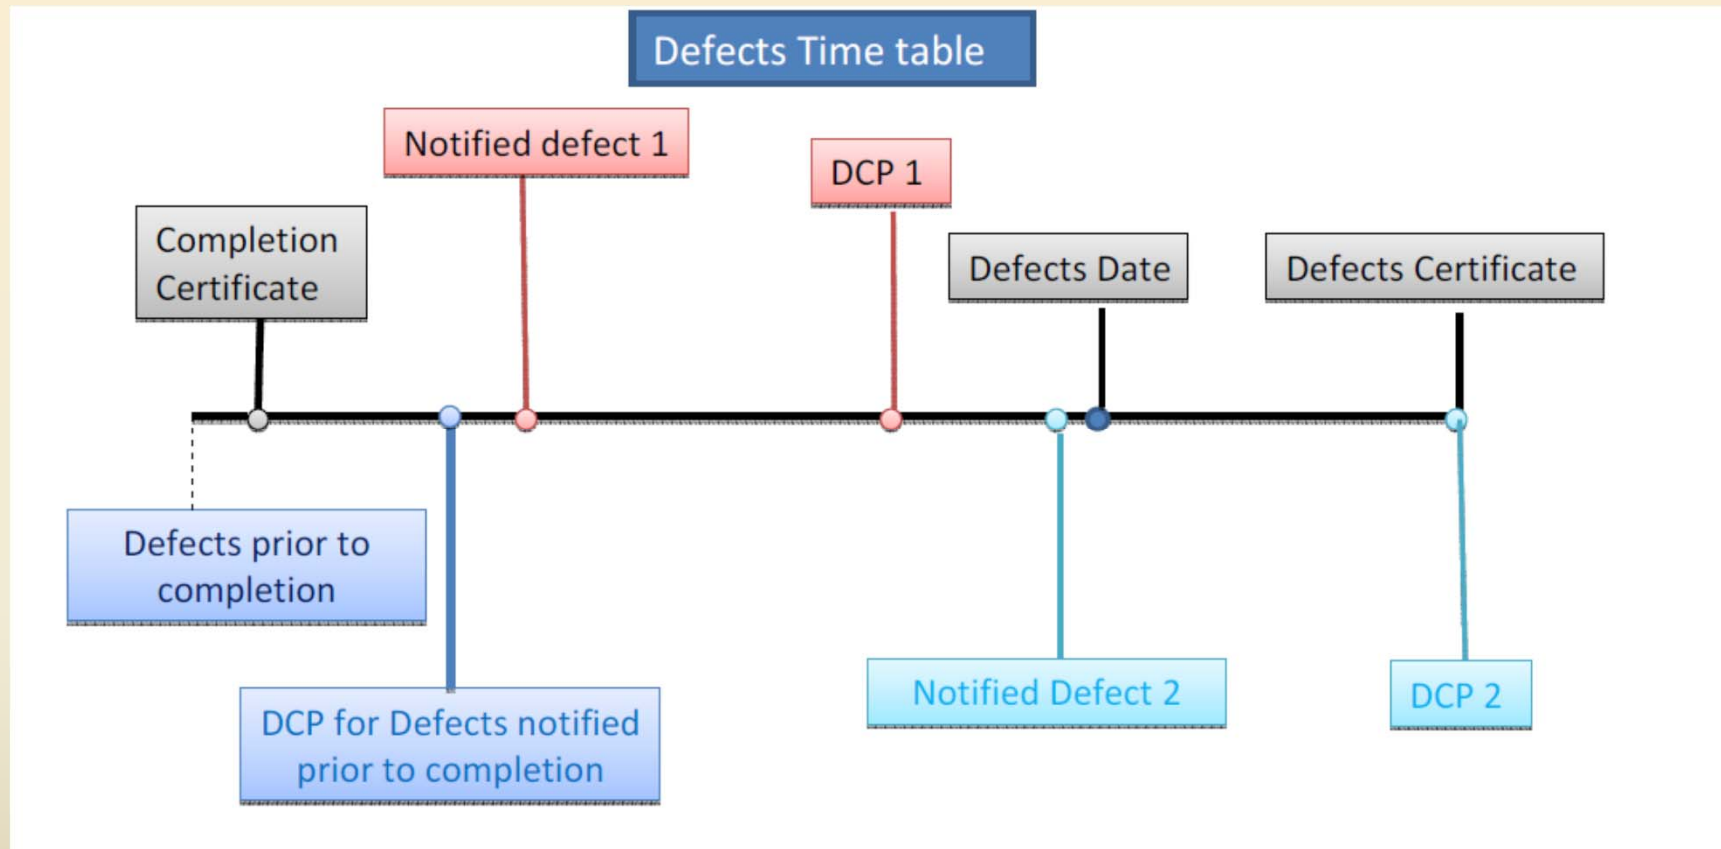 Defects Time table
Notified defect 1
DCP 1
Completion
Certificate
Defects Date
Defects Certificate
Defects prior to
completion
DCP for Defects notified
prior to completion
Notified Defect 2
DCP 2